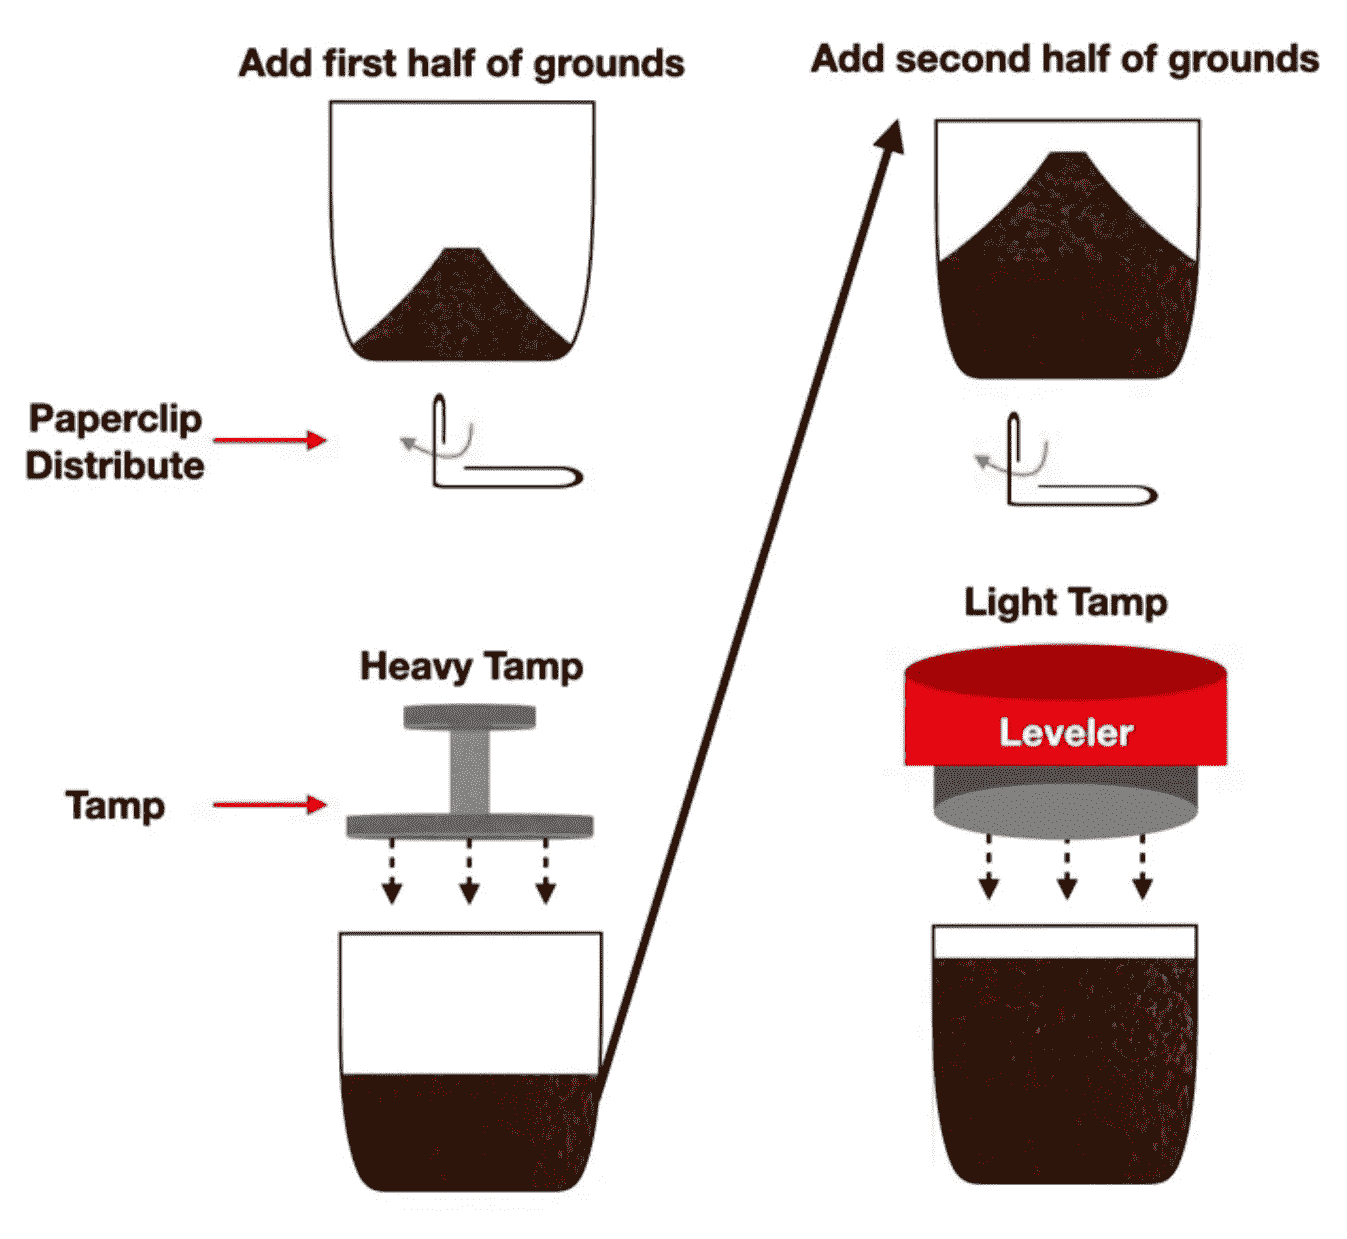 Add first half of grounds
Paperclip
Distribute
Heavy Tamp
Tamp
Add second half of grounds
Light Tamp
Leveler